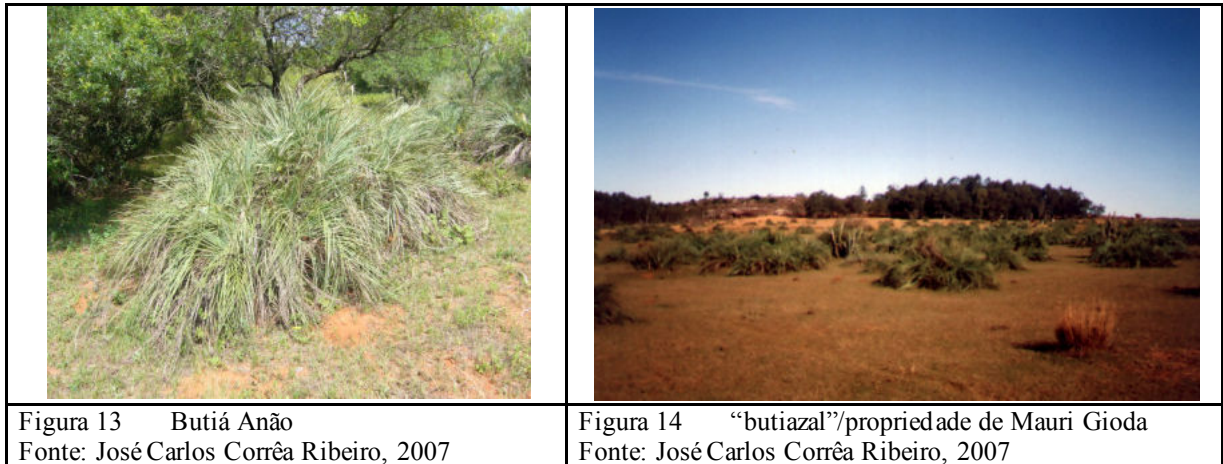 Figura 13 Butiá Anão
Fonte: José Carlos Corrêa Ribeiro, 2007
Figura 14 “butiazal”/propriedade de Mauri Gioda
Fonte: José Carlos Corrêa Ribeiro, 2007